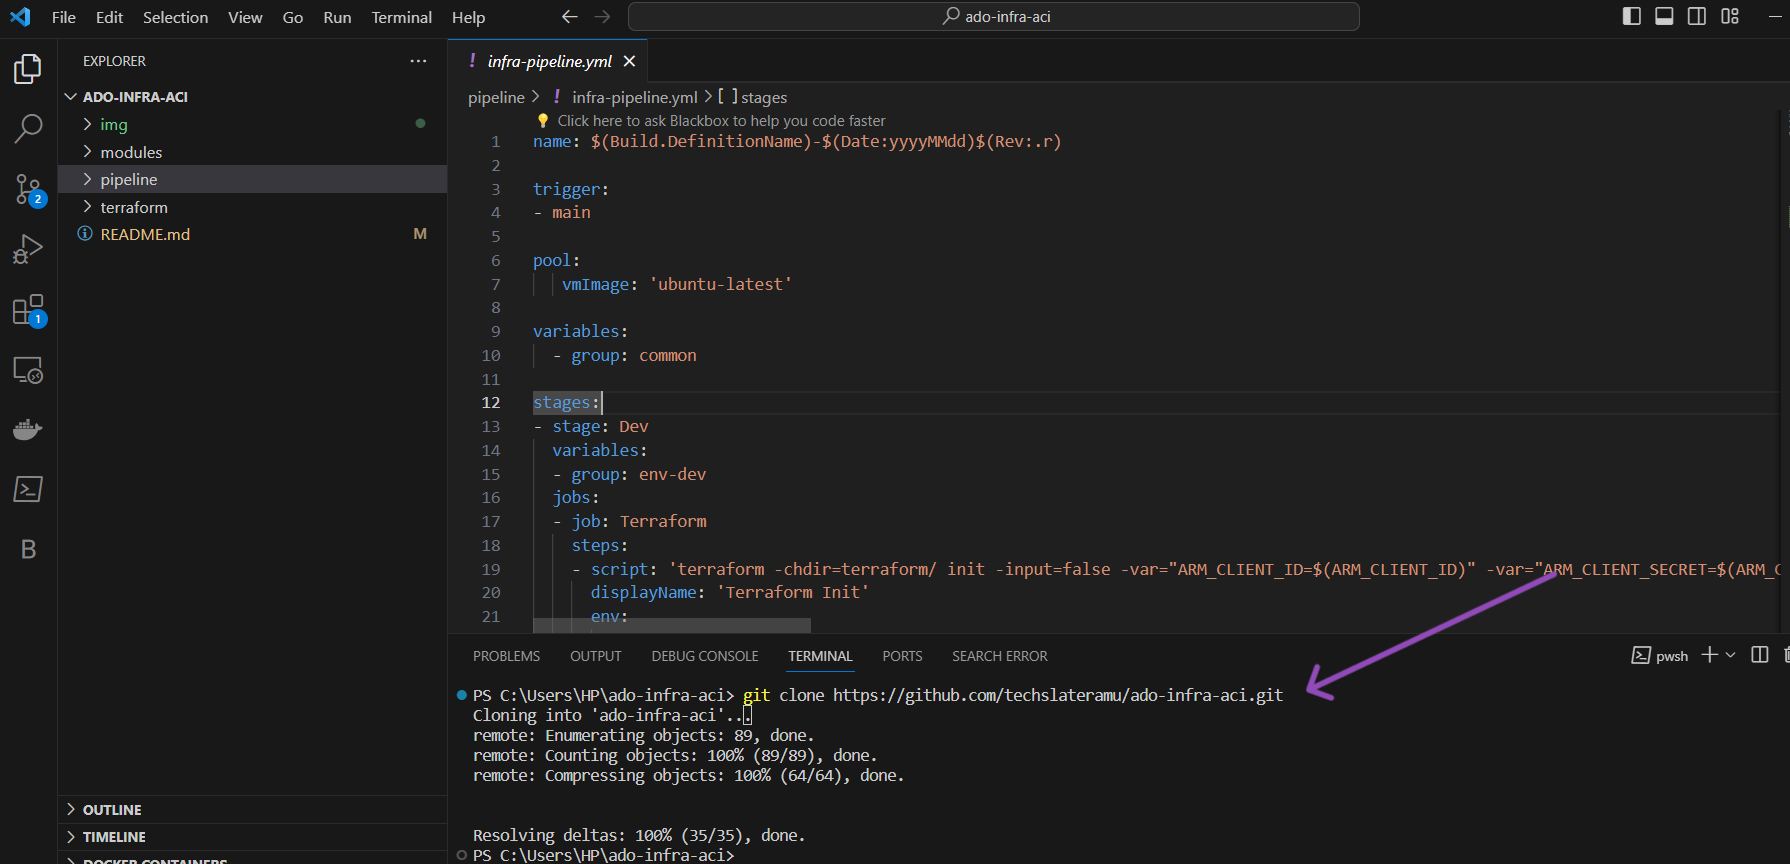 File Edit Selection View Go Run Terminal Help
ado-infra-aci
EXPLORER
ADO-INFRA-ACI
img
modules
pipeline
terraform
README.md M
2
1
B
OUTLINE
TIMELINE
DOCKER CONTAINERS
! infra-pipeline.yml
pipeline > ! infra-pipeline.yml > [ ] stages
Click here to ask Blackbox to help you code faster
1 name: $(Build.DefinitionName)-$(Date:yyyyMMdd)$(Rev:.r)
2
3 trigger:
4 - main
5
6 pool:
7 vmImage: 'ubuntu-latest'
8
9 variables:
10 - group: common
11
12 stages:
13 - stage: Dev
14 variables:
15 - group: env-dev
16 jobs:
17 - job: Terraform
18 steps:
19 - script: 'terraform -chdir=terraform/ init -input=false -var="ARM_CLIENT_ID=$(ARM_CLIENT_ID)" -var="ARM_CLIENT_SECRET=$(ARM_C
20 displayName: 'Terraform Init'
21 env:
PROBLEMS OUTPUT DEBUG CONSOLE TERMINAL PORTS SEARCH ERROR
pwsh
PS C:\Users\HP\ado-infra-aci> git clone https://github.com/techslateramu/ado-infra-aci.git
Cloning into 'ado-infra-aci'...
remote: Enumerating objects: 89, done.
remote: Counting objects: 100% (89/89), done.
remote: Compressing objects: 100% (64/64), done.
Resolving deltas: 100% (35/35), done.
PS C:\Users\HP\ado-infra-aci>